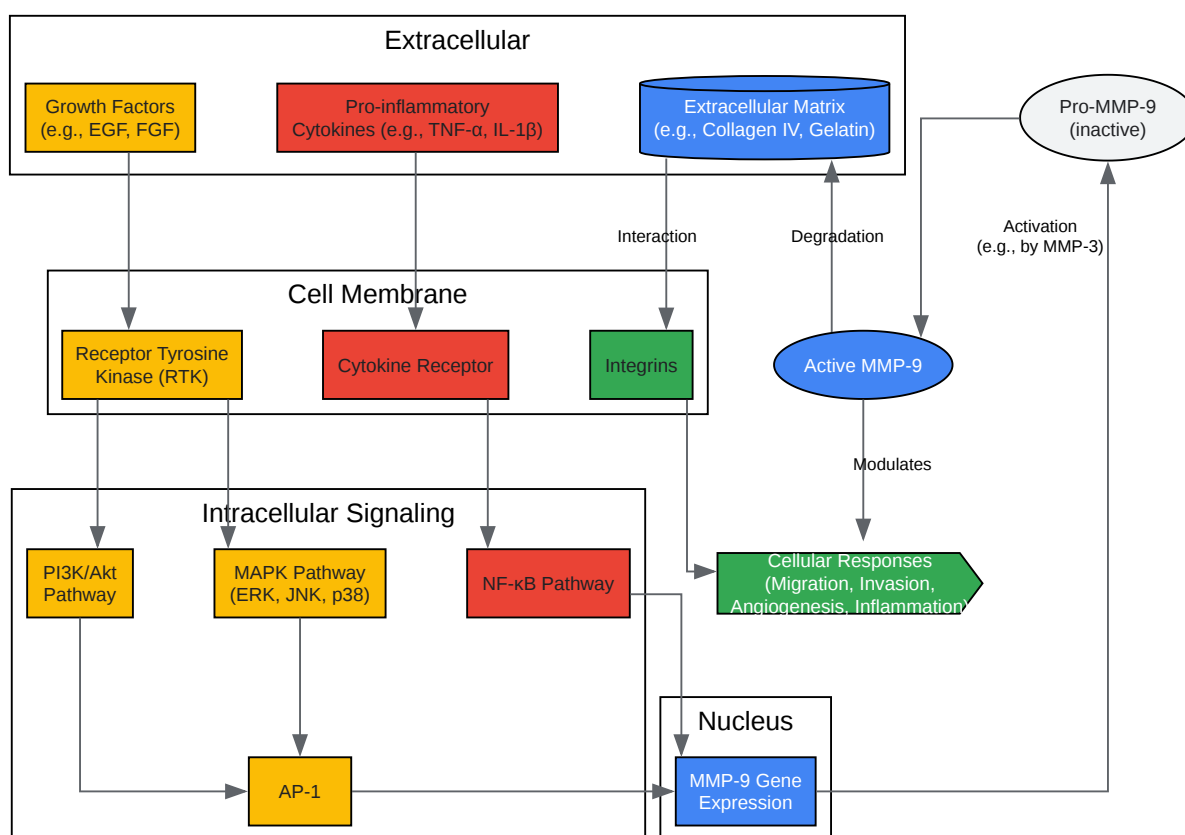 Extracellular
Growth Factors
(e.g., EGF, FGF)
Pro-inflammatory
Cytokines (e.g., TNF-α, IL-1β)
Extracellular Matrix
(e.g., Collagen IV, Gelatin)
Pro-MMP-9
(inactive)
Interaction
Degradation
Activation
(e.g., by MMP-3)
Cell Membrane
Receptor Tyrosine
Kinase (RTK)
Cytokine Receptor
Integrins
Active MMP-9
Modulates
Intracellular Signaling
PI3K/Akt
Pathway
MAPK Pathway
(ERK, JNK, p38)
NF-κB Pathway
Cellular Responses
(Migration, Invasion,
Angiogenesis, Inflammation)
Nucleus
AP-1
MMP-9 Gene
Expression